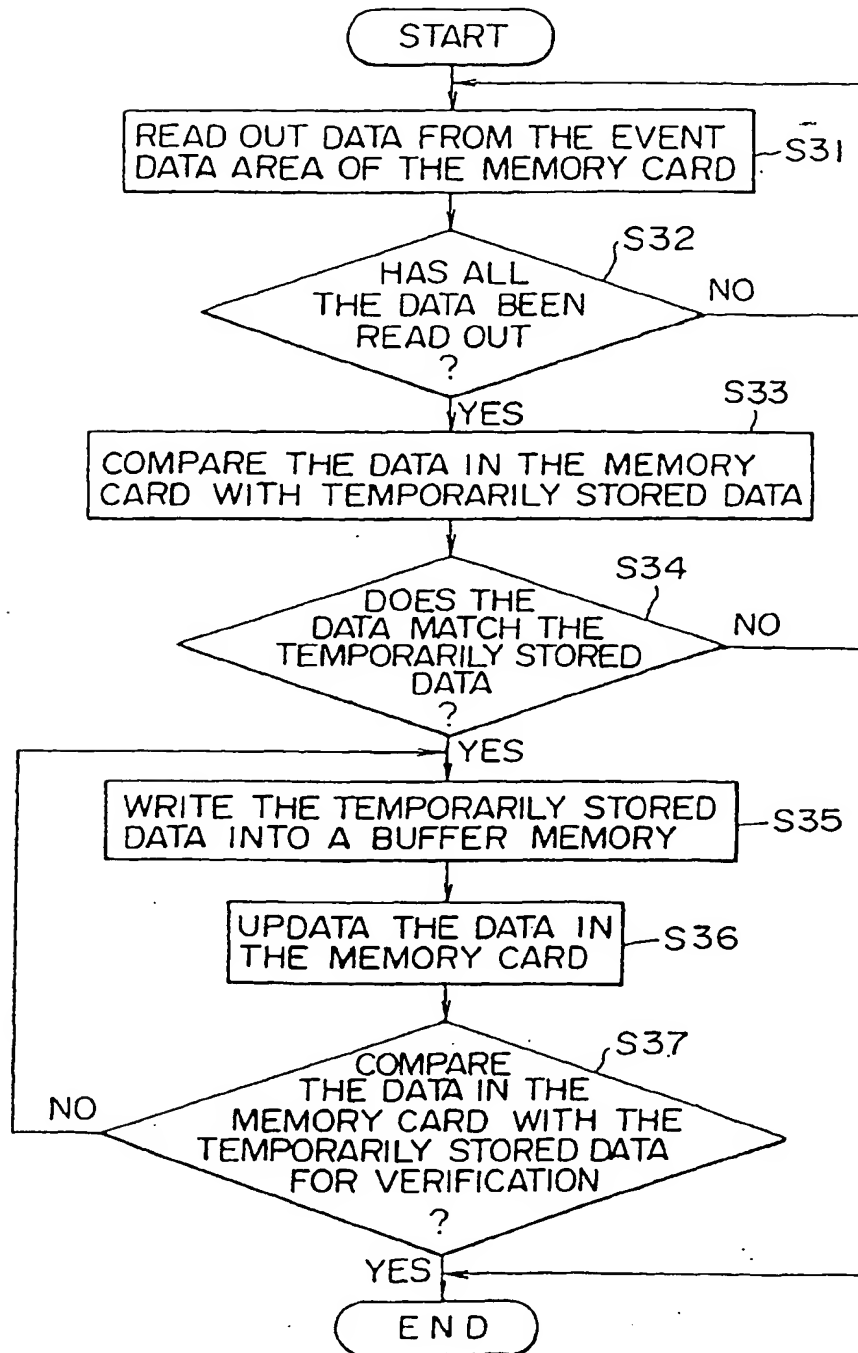 START
READ OUT DATA FROM THE EVENT
DATA AREA OF THE MEMORY CARD
S31
S32
HAS ALL
THE DATA BEEN
READ OUT
?
NO
YES
S33
COMPARE THE DATA IN THE MEMORY
CARD WITH TEMPORARILY STORED DATA
S34
DOES THE
DATA MATCH THE
TEMPORARILY STORED
DATA
?
NO
YES
WRITE THE TEMPORARILY STORED
DATA INTO A BUFFER MEMORY
S35
UPDATA THE DATA IN
THE MEMORY CARD
S36
S37
COMPARE
THE DATA IN THE
MEMORY CARD WITH THE
TEMPORARILY STORED DATA
FOR VERIFICATION
?
NO
YES
END